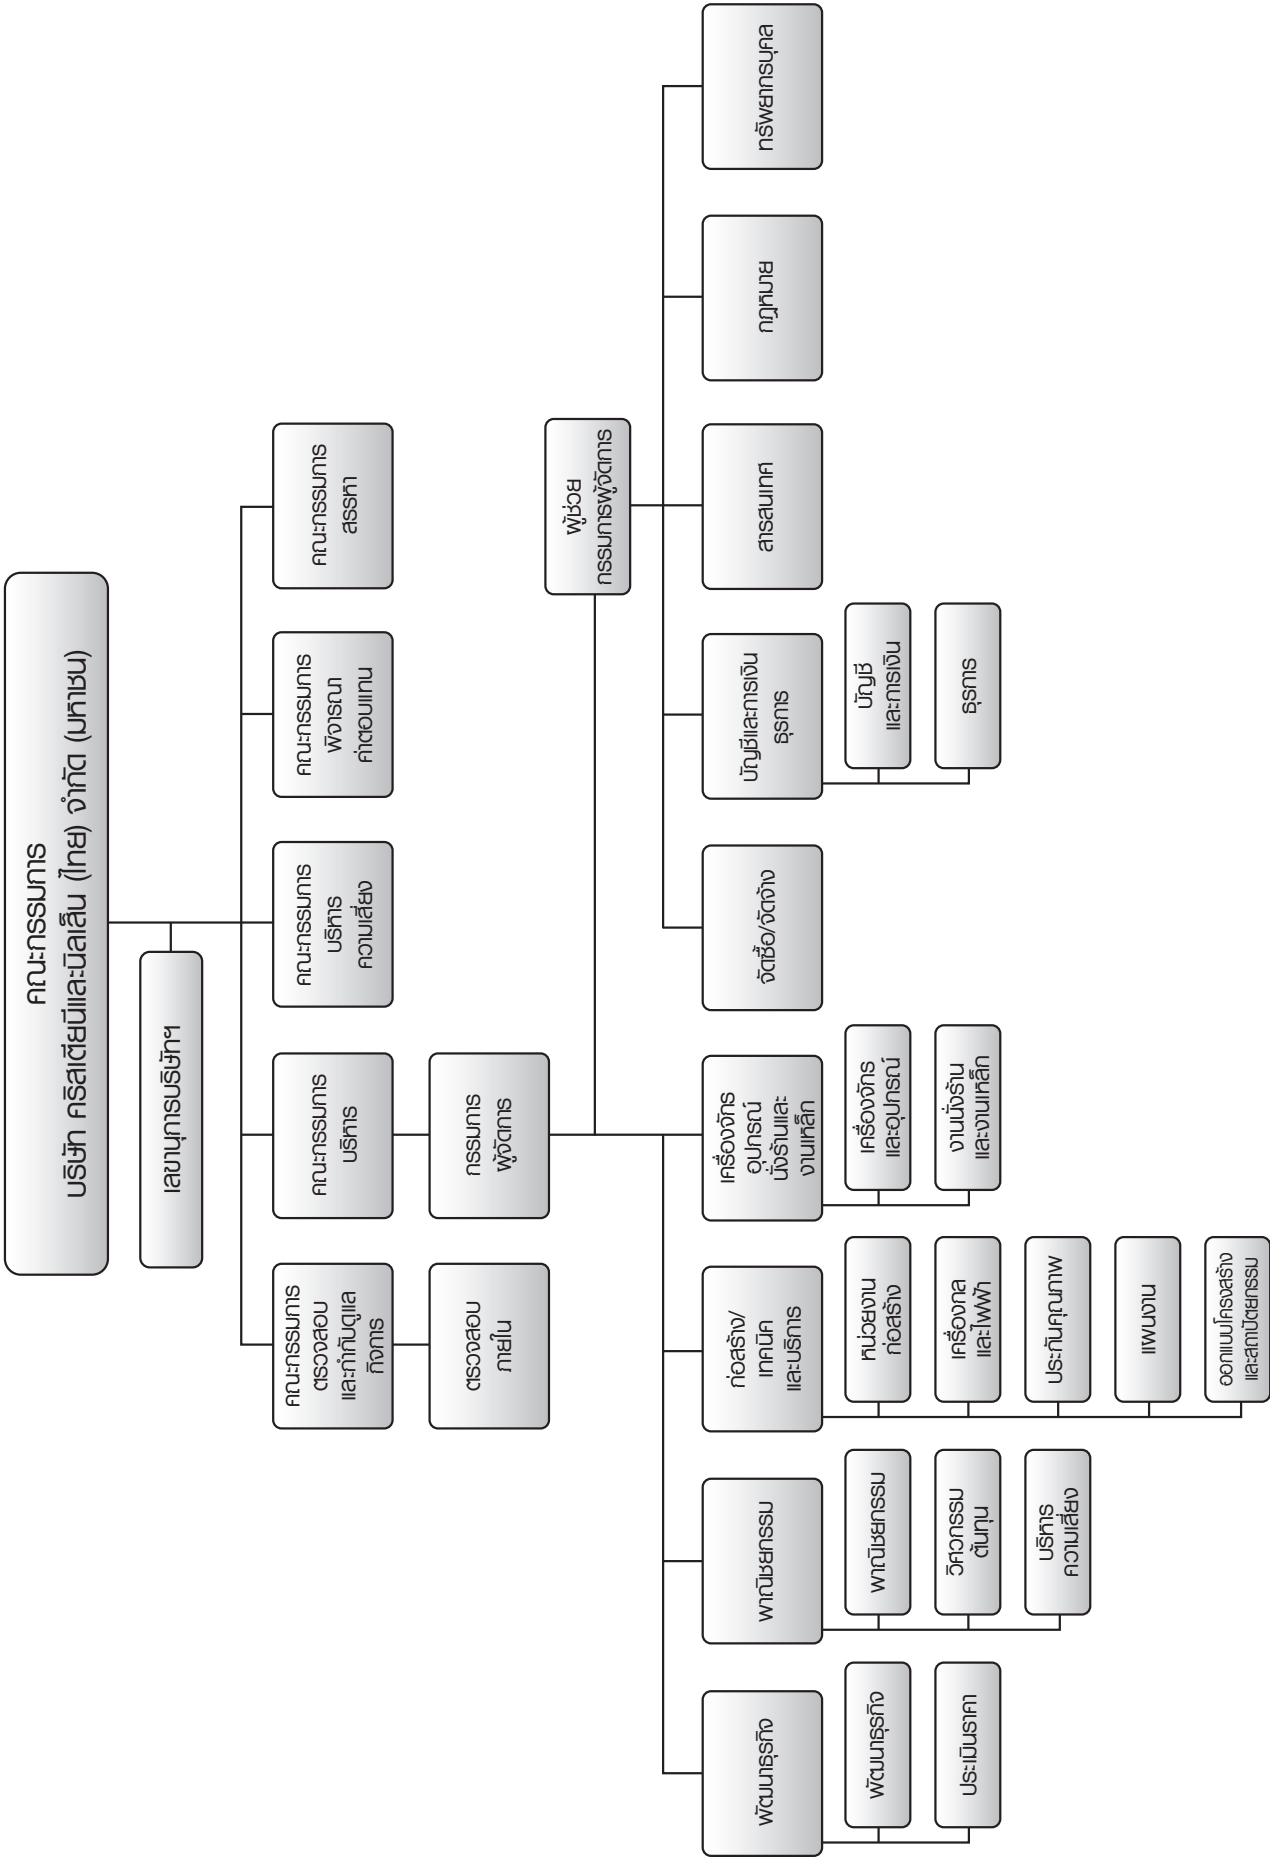 คณะกรรมการ
บริษัท คริสเตียนีและนิลเส็น (ไทย) จำกัด (มหาชน)
เลขานุการบริษัทฯ
คณะกรรมการ
ตรวจสอบ
และกำกับดูแล
กิจการ
คณะกรรมการ
บริหาร
คณะกรรมการ
บริหาร
ความเสี่ยง
คณะกรรมการ
พิจารณา
ค่าตอบแทน
คณะกรรมการ
สรรหา
ตรวจสอบ
ภายใน
กรรมการ
ผู้จัดการ
ผู้ช่วย
กรรมการผู้จัดการ
พัฒนาธุรกิจ
พาณิชยกรรม
ก่อสร้าง/
เทคนิค
และบริการ
เครื่องจักร
อุปกรณ์
นั่งร้านและ
งานเหล็ก
จัดซื้อ/จัดจ้าง
บัญชีและการเงิน
ธุรการ
สารสนเทศ
กฎหมาย
ทรัพยากรบุคคล
พัฒนาธุรกิจ
ประเมินราคา
พาณิชยกรรม
วิศวกรรม
ต้นทุน
บริหาร
ความเสี่ยง
หน่วยงาน
ก่อสร้าง
เครื่องกล
และไฟฟ้า
ประกันคุณภาพ
แผนงาน
ออกแบบโครงสร้าง
และสถาปัตยกรรม
เครื่องจักร
และอุปกรณ์
งานนั่งร้าน
และงานเหล็ก
บัญชี
และการเงิน
ธุรการ